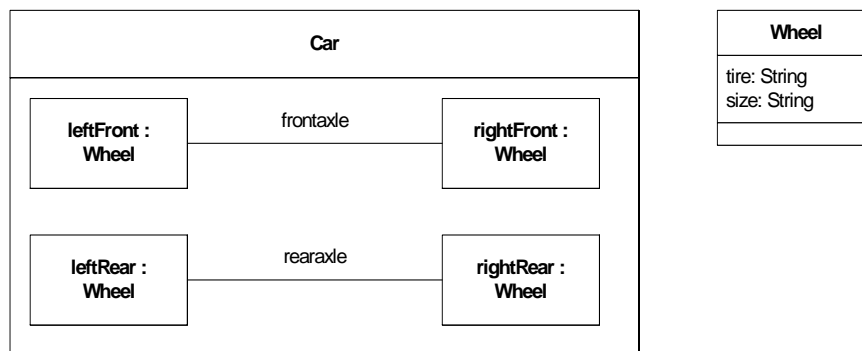 Car
leftFront :
Wheel
frontaxle
rightFront :
Wheel
leftRear :
Wheel
rearaxle
rightRear :
Wheel
Wheel
tire: String
size: String